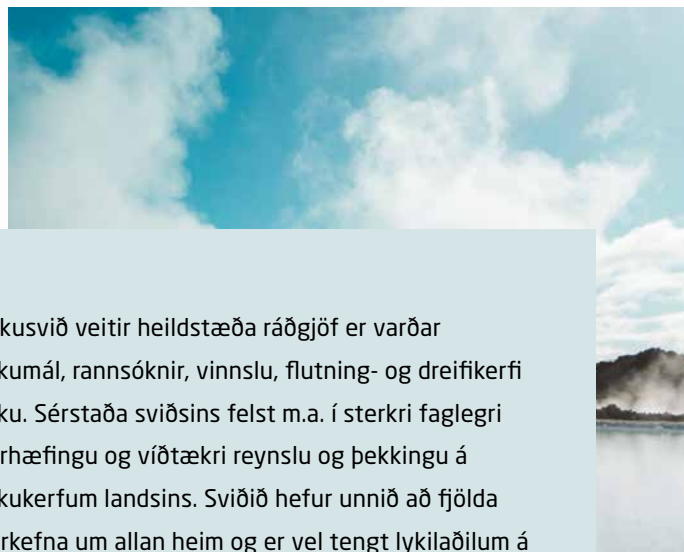 kusvið veitir heildstæða ráðgjöf er varðar
kumál, rannsóknir, vinnslu, flutning- og dreifikerfi
ku. Sérstaða sviðsins felst m.a. í sterkri faglegri
rhæfingu og víðtækri reynslu og þekkingu á
kukerfum landsins. Sviðið hefur unnið að fjölda
rkefna um allan heim og er vel tengt lykilaðilum á